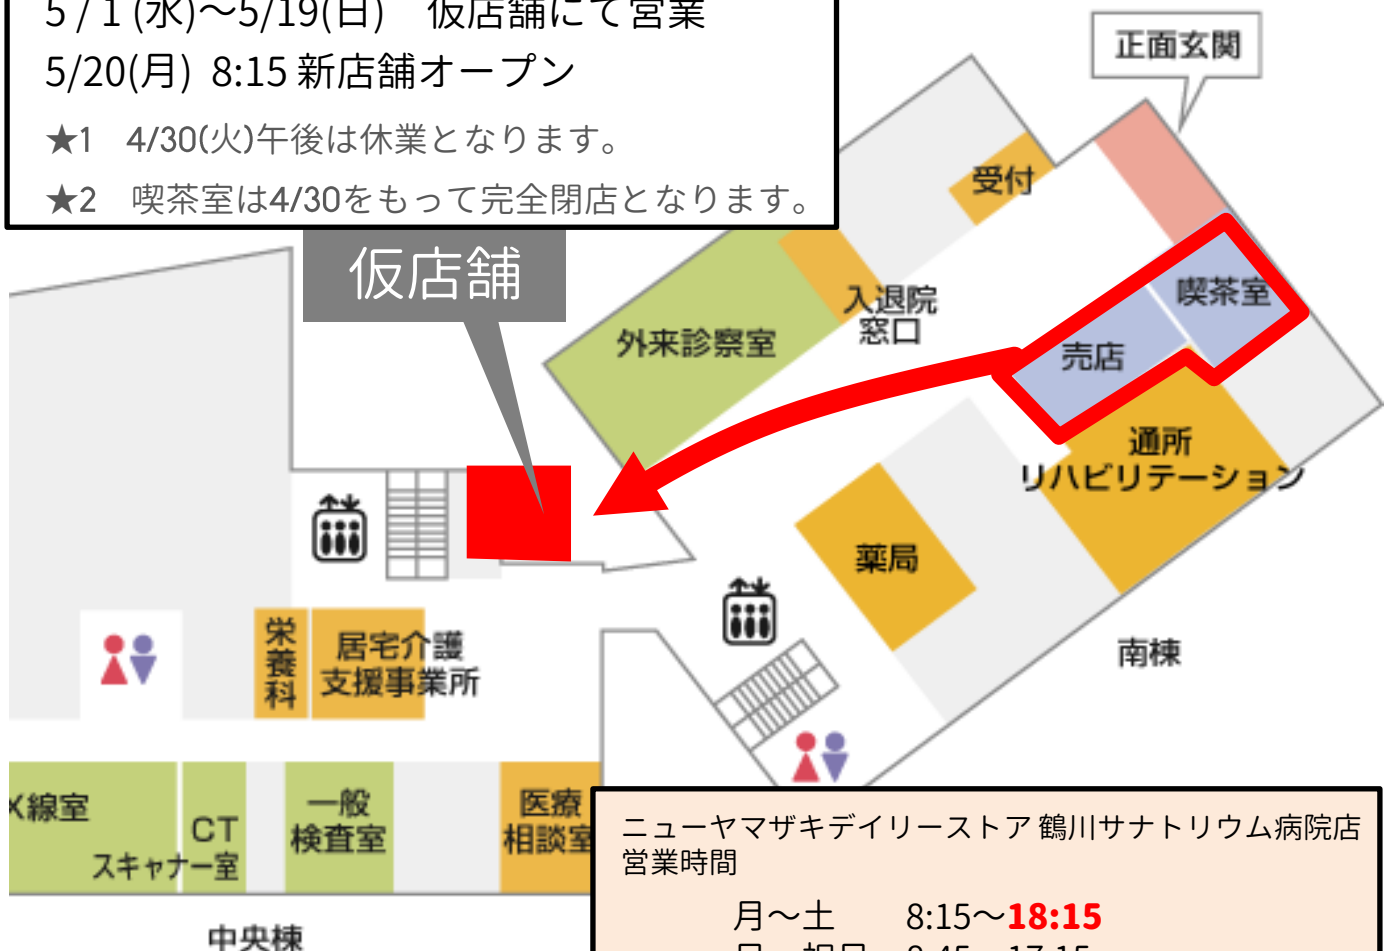 5 / 1 (水)～5/19(日)　仮店舗にて営業
5/20(月) 8:15 新店舗オープン
★1　4/30(火)午後は休業となります。
★2　喫茶室は4/30をもって完全閉店となります。
正面玄関
受付
仮店舗
入退院
窓口
喫茶室
外来診察室
売店
通所
リハビリテーション
薬局
栄養科
居宅介護
支援事業所
南棟
X線室
CT
スキャナー室
一般
検査室
医療
相談室
中央棟
ニューヤマザキデイリーストア 鶴川サナトリウム病院店
営業時間
月～土　8:15～18:15
日・祝日　8:45～17:15